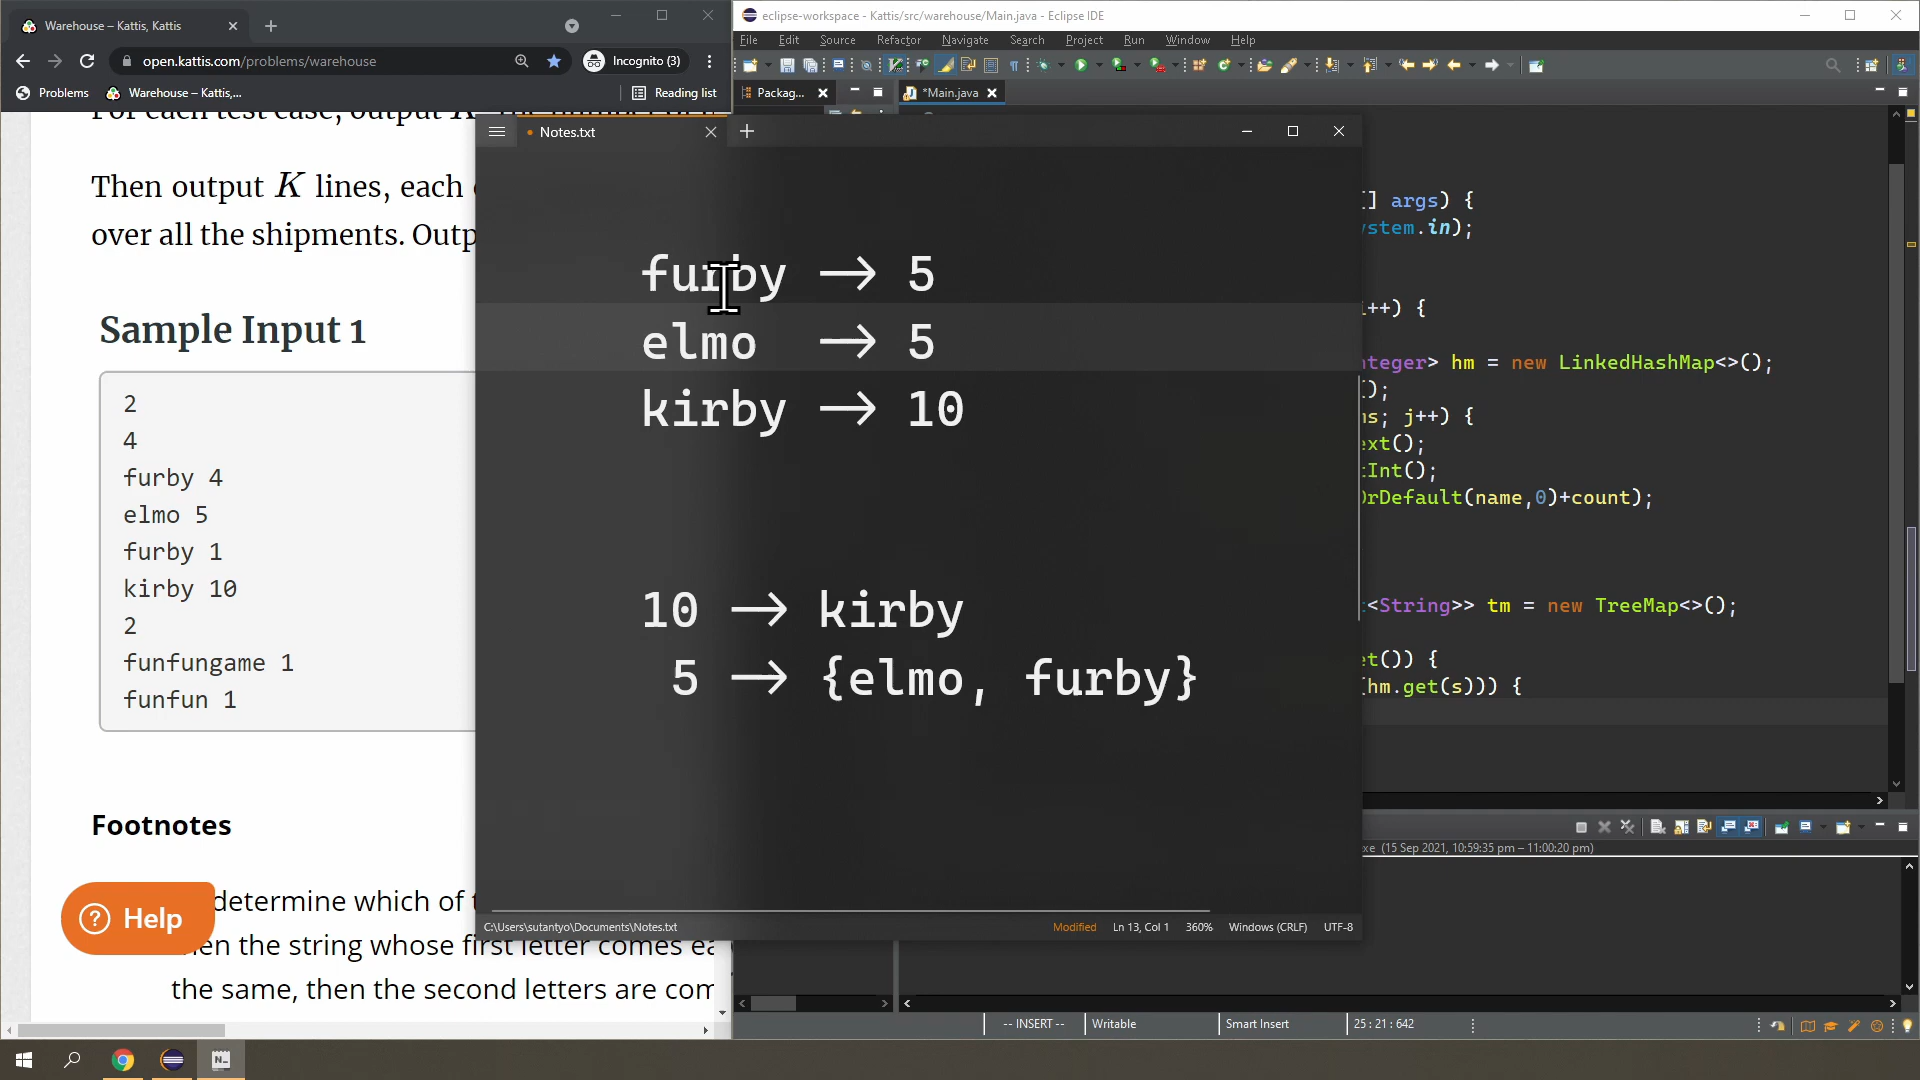 Warehouse – Kattis, Kattis
open.kattis.com/problems/warehouse
Incognito (3)
Problems
Warehouse – Kattis,...
Reading list
Then output K lines, each
over all the shipments. Outp
Sample Input 1
2
4
furby 4
elmo 5
furby 1
kirby 10
2
funfungame 1
funfun 1
Footnotes
determine which of
the string whose first letter comes ea
the same, then the second letters are com
Help
eclipse-workspace - Kattis/src/warehouse/Main.java - Eclipse IDE
File Edit Source Refactor Navigate Search Project Run Window Help
Packag...
*Main.java
Notes.txt
furby → 5
elmo → 5
kirby → 10
10 → kirby
5 → {elmo, furby}
C:\Users\sutantyo\Documents\Notes.txt
Modified
Ln 13, Col 1
360%
Windows (CRLF)
UTF-8
[] args) {
ystem.in);
i++) {
nteger> hm = new LinkedHashMap<>();
();
ms; j++) {
ext();
tInt();
OrDefault(name,0)+count);
t<String>> tm = new TreeMap<>();
et()) {
(hm.get(s))) {
xe (15 Sep 2021, 10:59:35 pm – 11:00:20 pm)
-- INSERT --
Writable
Smart Insert
25 : 21 : 642